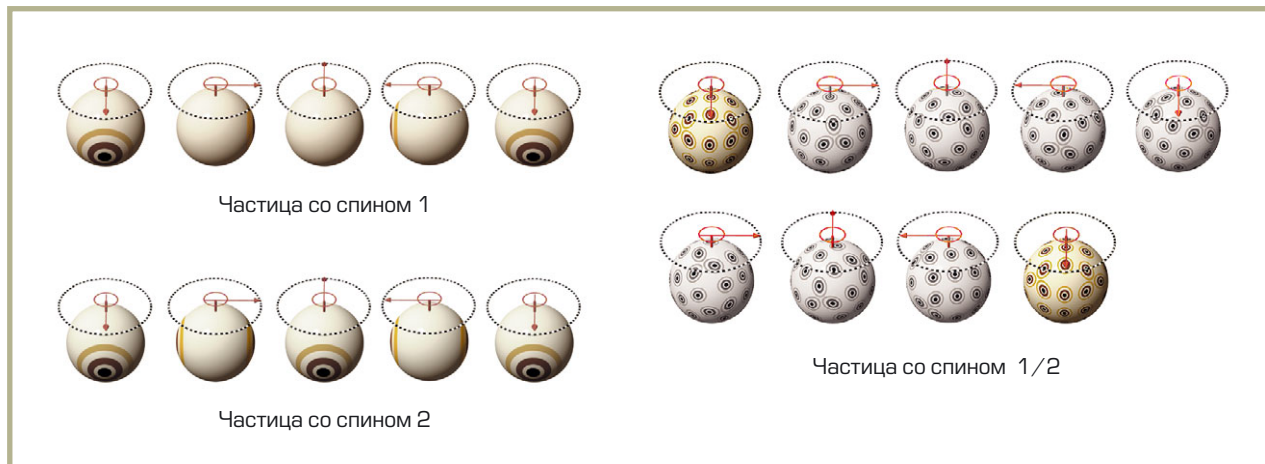 Частица со спином 1
Частица со спином 2
Частица со спином 1/2